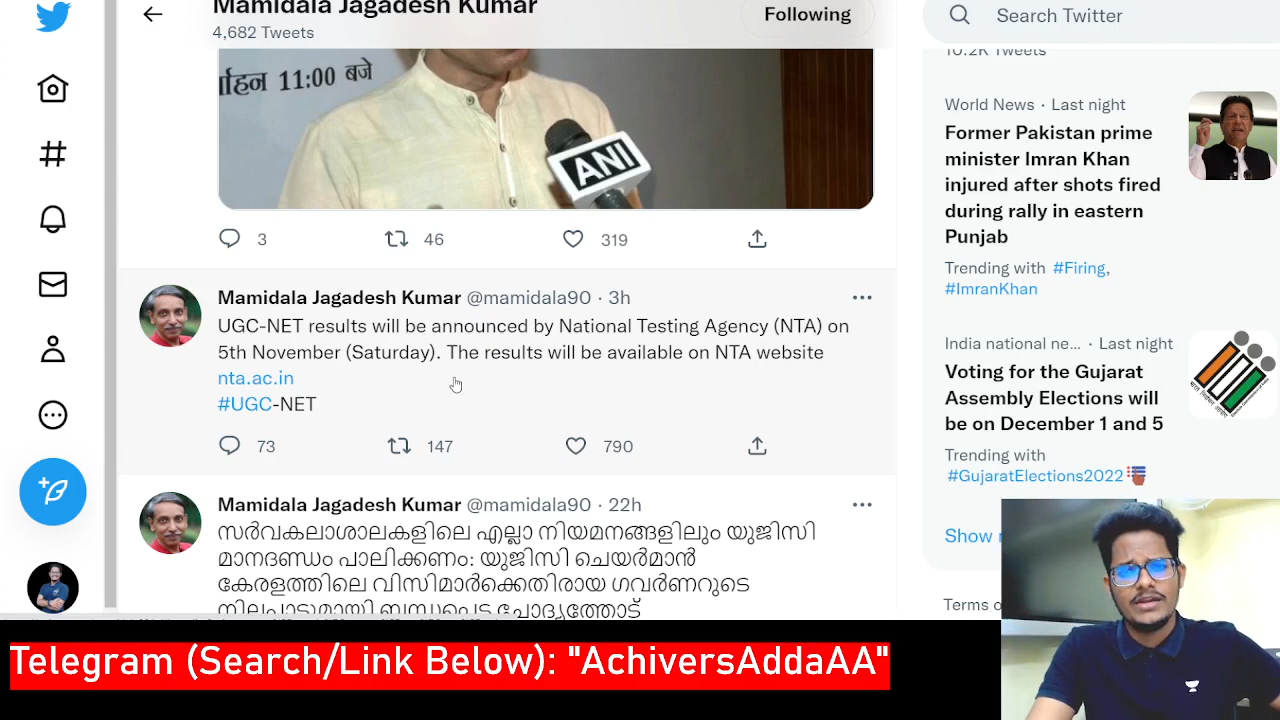 Mamidala Jagadesh Kumar
4,682 Tweets
Following
Search Twitter
11:00 बजे
ANI
3
46
319
Mamidala Jagadesh Kumar @mamidala90 · 3h
UGC-NET results will be announced by National Testing Agency (NTA) on
5th November (Saturday). The results will be available on NTA website
nta.ac.in
#UGC-NET
73
147
790
Mamidala Jagadesh Kumar @mamidala90 · 22h
സർവകലാശാലകളിലെ എല്ലാ നിയമനങ്ങളിലും യുജിസി
മാനദണ്ഡം പാലിക്കണം: യുജിസി ചെയർമാൻ
കേരളത്തിലെ വിസിമാർക്കെതിരായ ഗവർണറുടെ
നിലപാടുമായി ബന്ധപ്പെട്ട ചോദ്യത്തോട്
10.2K Tweets
World News · Last night
Former Pakistan prime
minister Imran Khan
injured after shots fired
during rally in eastern
Punjab
Trending with #Firing,
#ImranKhan
India national ne... · Last night
Voting for the Gujarat
Assembly Elections will
be on December 1 and 5
Trending with
#GujaratElections2022
Show
Terms
Telegram (Search/Link Below): "AchiversAddaAA"